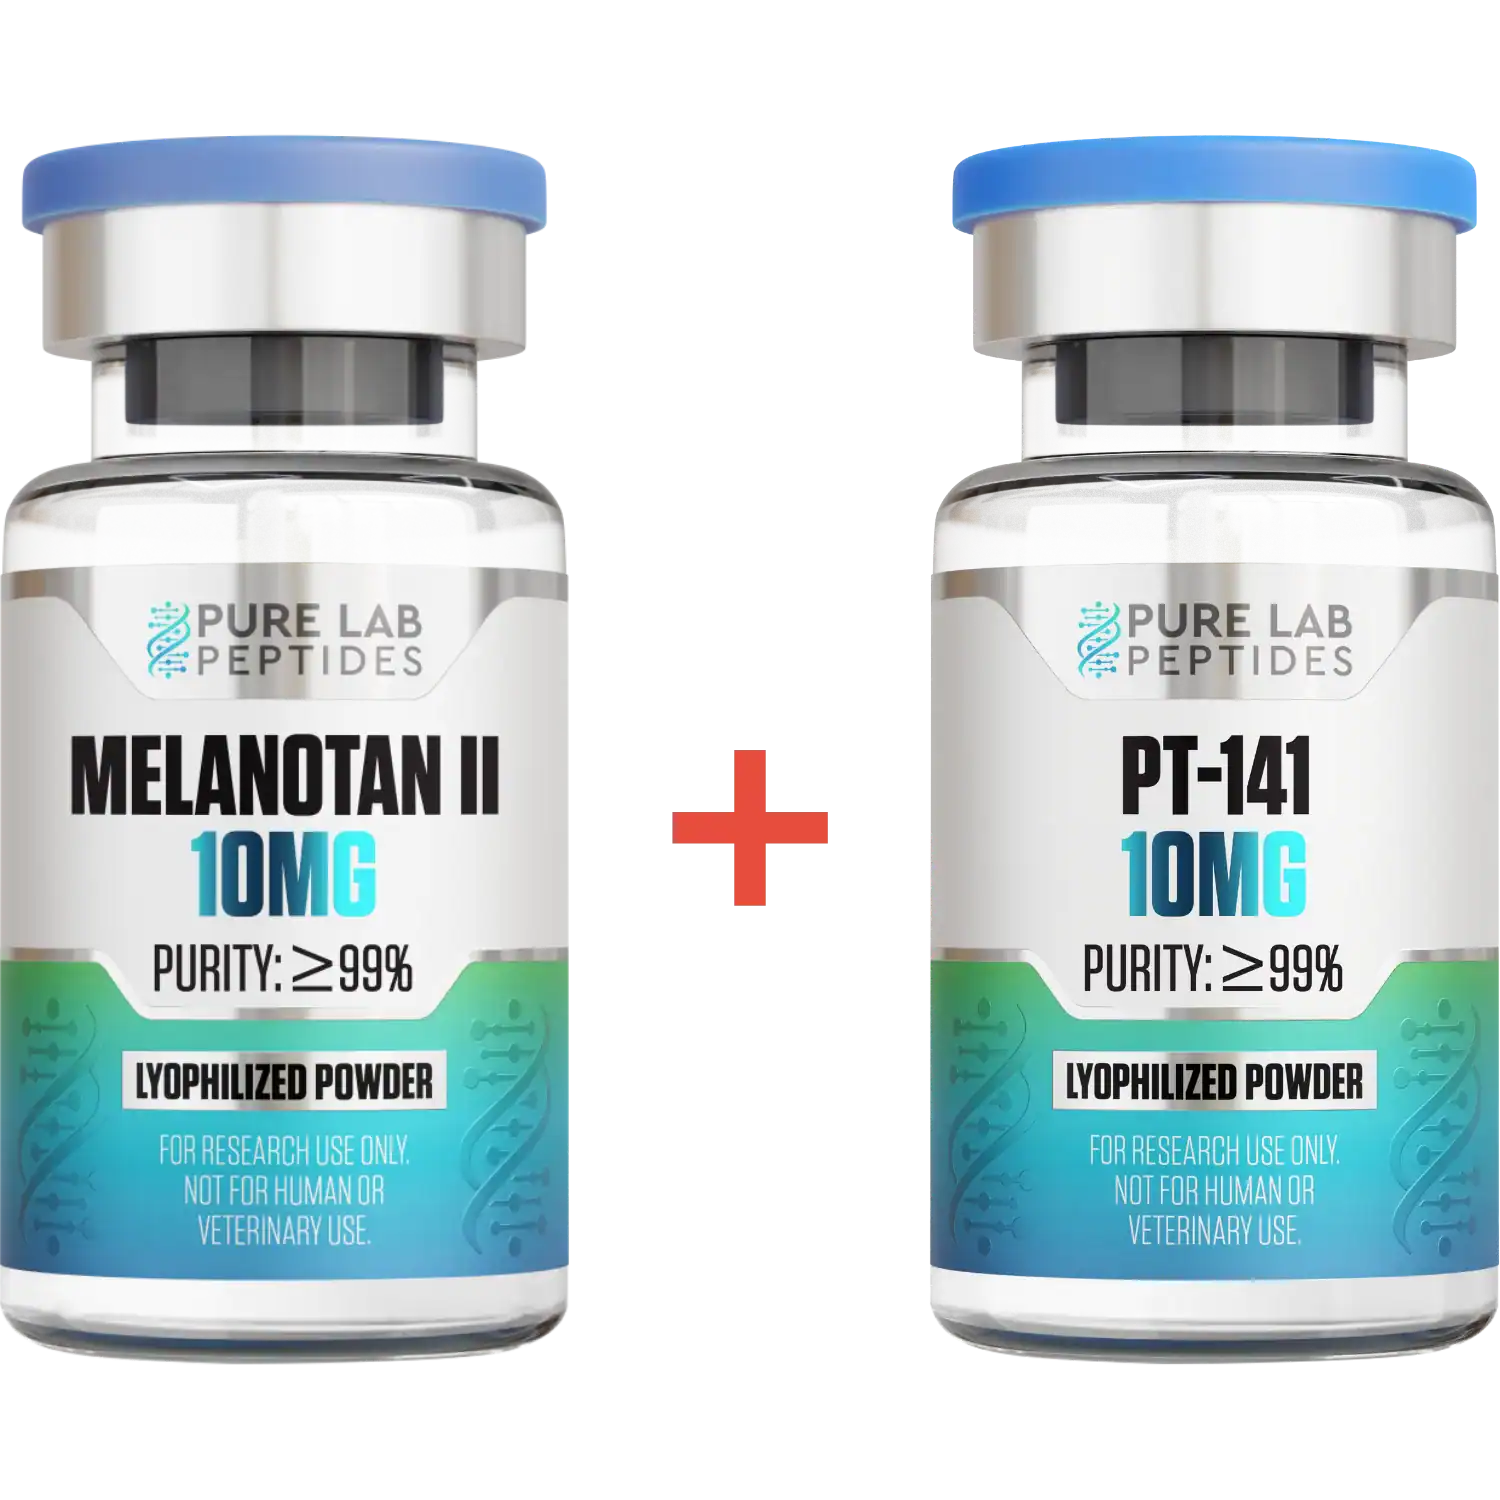 PURE LAB
PEPTIDES
MELANOTAN II
10MG
PURITY: ≥99%
LYOPHILIZED POWDER
FOR RESEARCH USE ONLY.
NOT FOR HUMAN OR
VETERINARY USE.
PURE LAB
PEPTIDES
PT-141
10MG
PURITY: ≥99%
LYOPHILIZED POWDER
FOR RESEARCH USE ONLY.
NOT FOR HUMAN OR
VETERINARY USE.